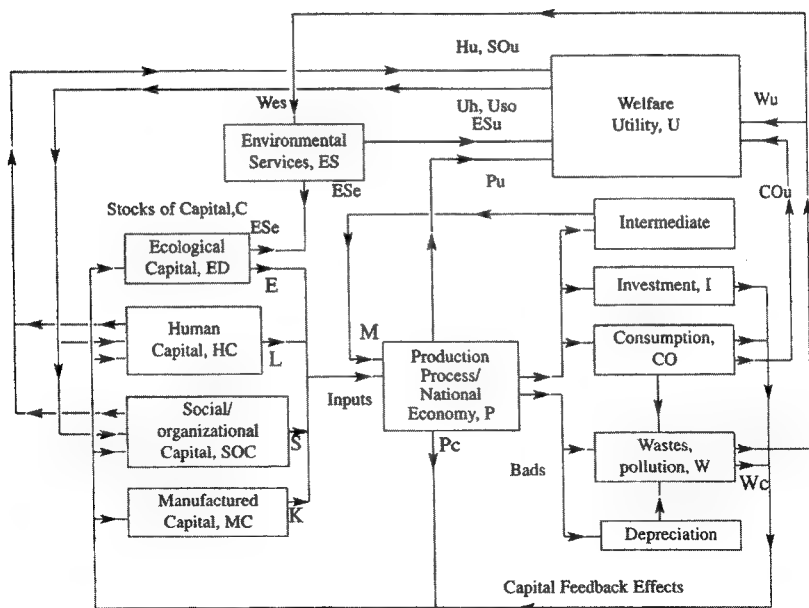 Hu, SOu
Wes
Uh, Uso
ESu
Welfare
Utility, U
Wu
Environmental
Services, ES
ESe
Pu
COu
Stocks of Capital,C
ESe
Ecological
Capital, ED
E
Intermediate
Investment, I
Human
Capital, HC
L
M
Production
Process/
National
Economy, P
Inputs
Consumption,
CO
Social/
organizational
Capital, SOC
S
Pc
Bads
Wastes,
pollution, W
Wc
Manufactured
Capital, MC
K
Depreciation
Capital Feedback Effects